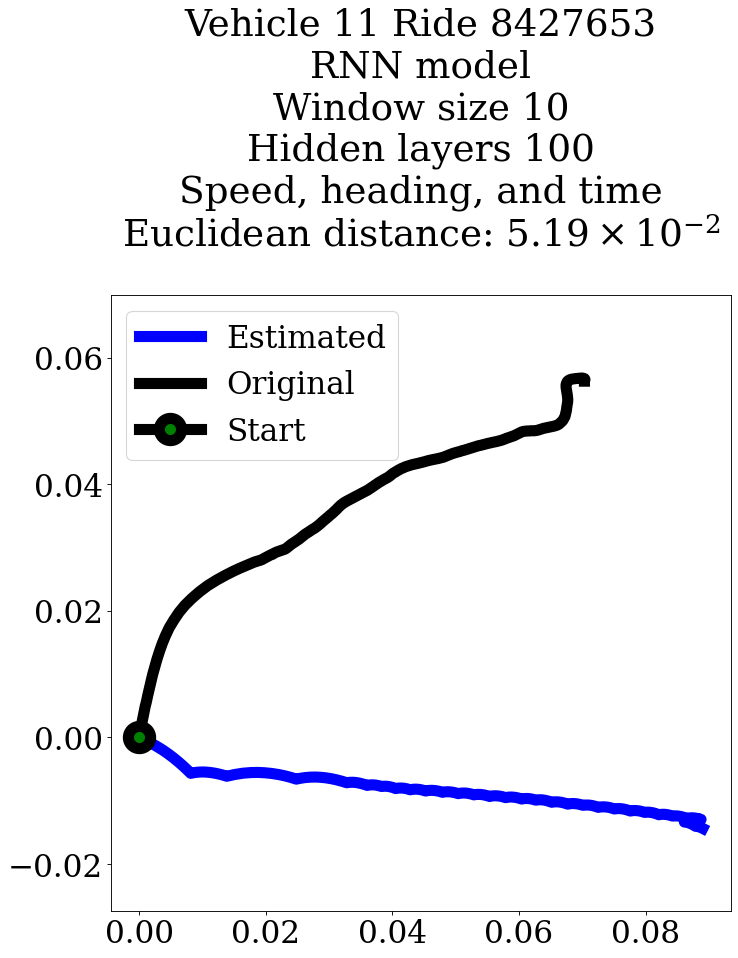 Vehicle 11 Ride 8427653
RNN model
Window size 10
Hidden layers 100
Speed, heading, and time
Euclidean distance: 5.19 × 10⁻²
Estimated
Original
Start
0.06
0.04
0.02
0.00
−0.02
0.00 0.02 0.04 0.06 0.08